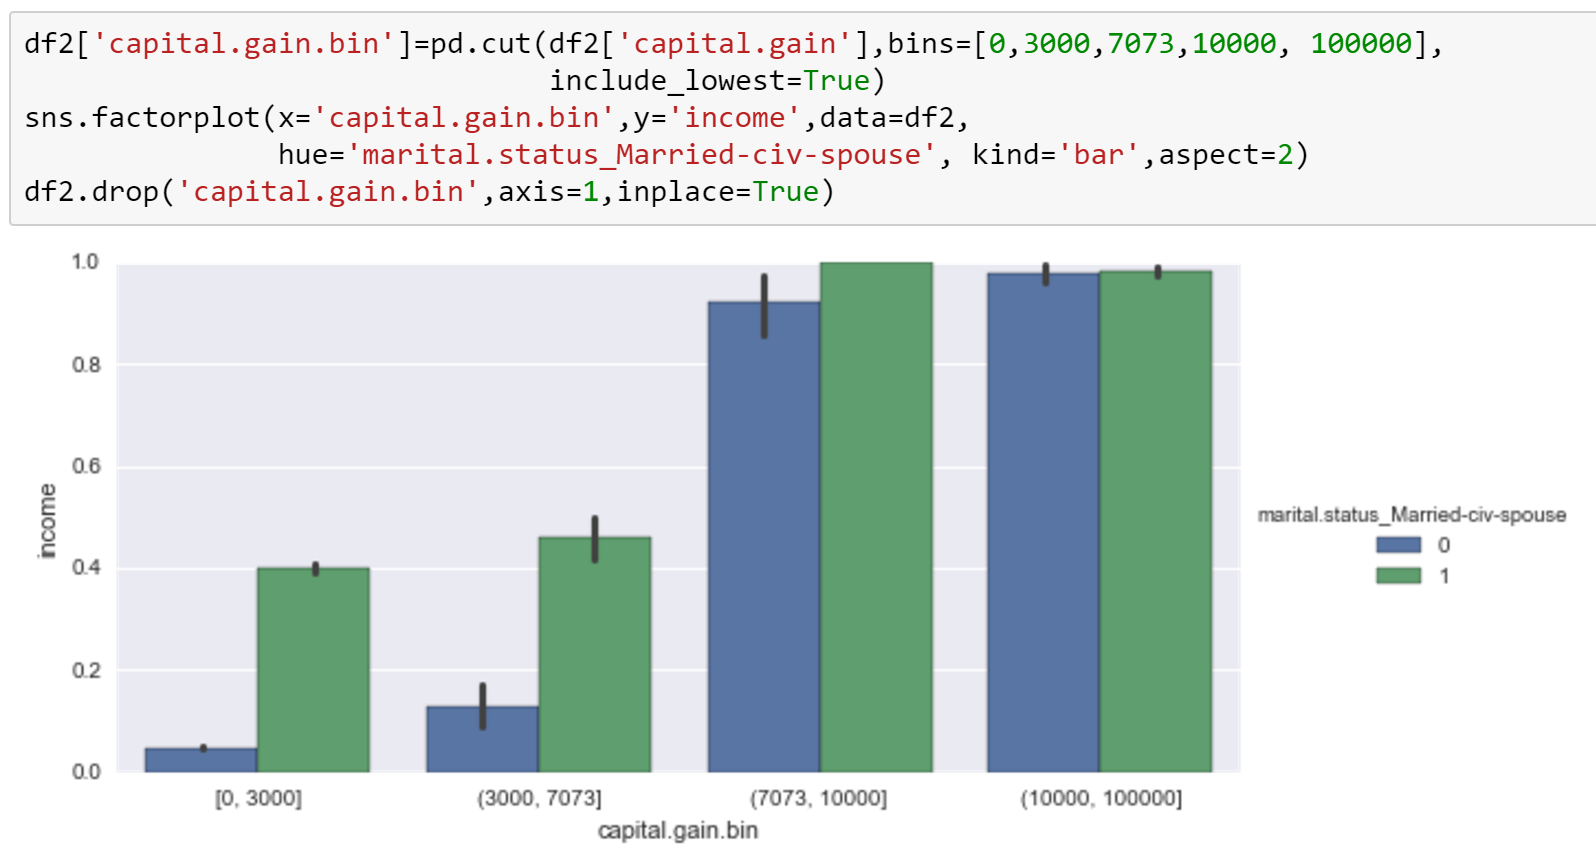 df2['capital.gain.bin']=pd.cut(df2['capital.gain'],bins=[0,3000,7073,10000, 100000],
include_lowest=True)
sns.factorplot(x='capital.gain.bin',y='income',data=df2,
hue='marital.status_Married-civ-spouse', kind='bar',aspect=2)
df2.drop('capital.gain.bin',axis=1,inplace=True)
1.0
0.8
0.6
0.4
0.2
0.0
income
[0, 3000]
(3000, 7073]
(7073, 10000]
(10000, 100000]
capital.gain.bin
marital.status_Married-civ-spouse
0
1